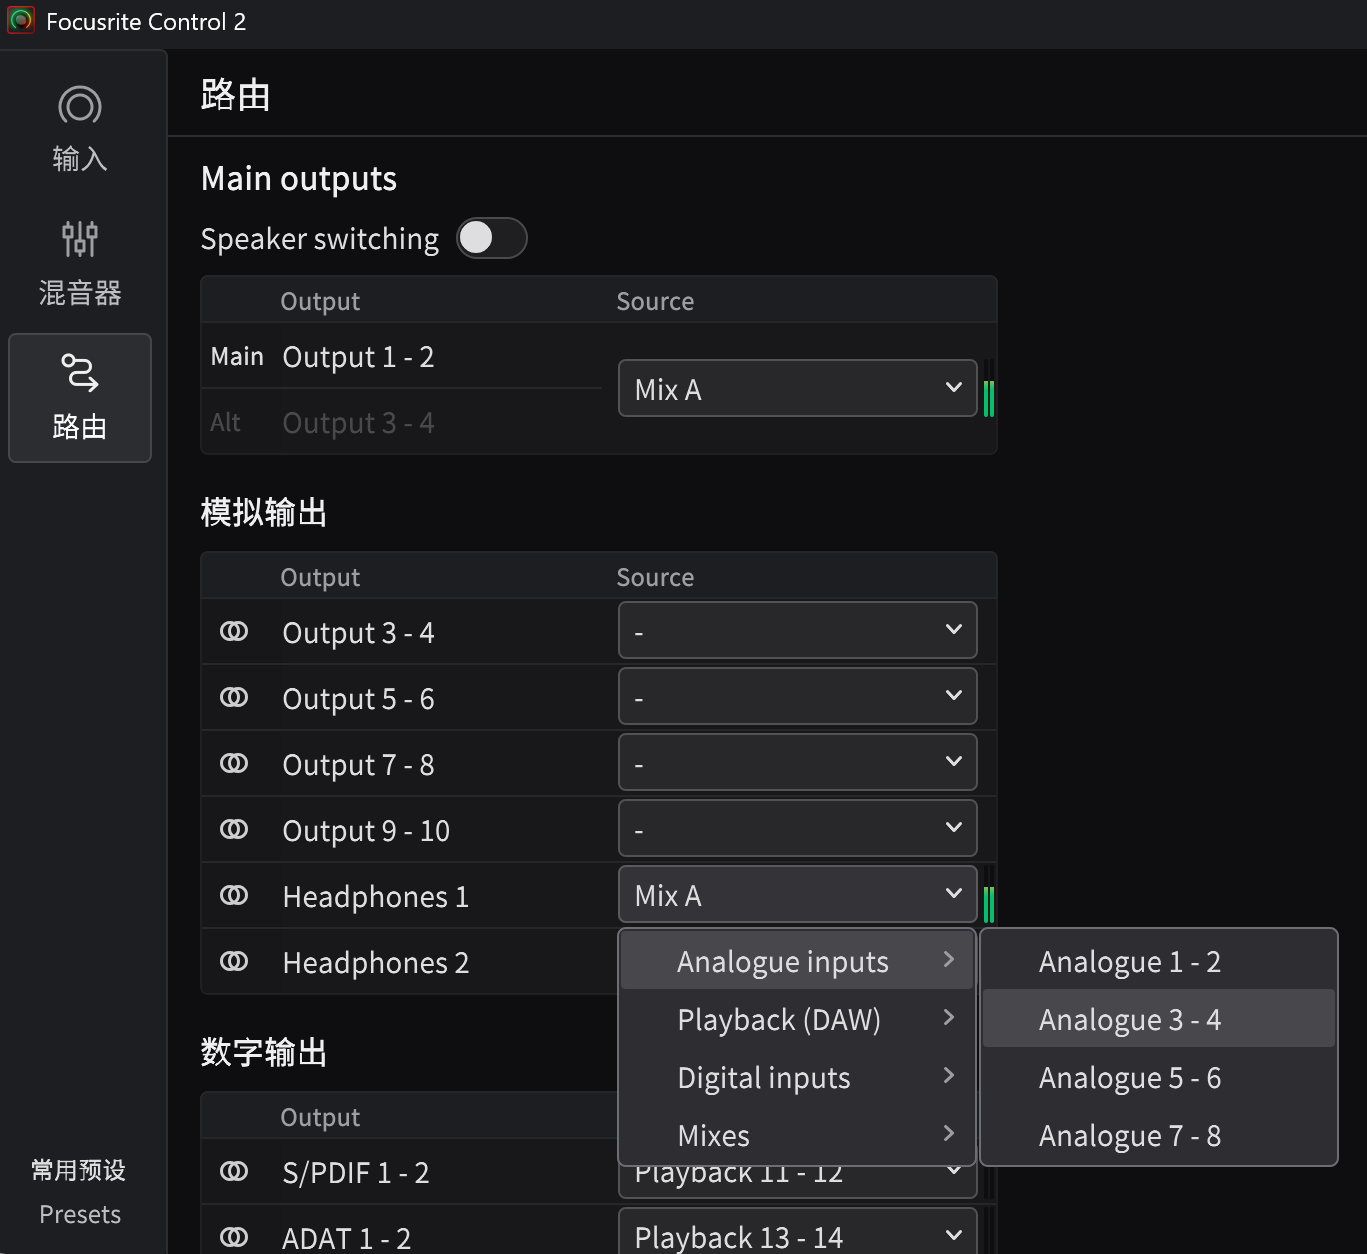 Focusrite Control 2
输入
混音器
路由
常用预设
Presets
路由
Main outputs
Speaker switching
Output Source
Main Output 1 - 2
Mix A
Alt Output 3 - 4
模拟输出
Output Source
Output 3 - 4 -
Output 5 - 6 -
Output 7 - 8 -
Output 9 - 10 -
Headphones 1 Mix A
Headphones 2
Analogue inputs
Playback (DAW)
Digital inputs
Mixes
Analogue 1 - 2
Analogue 3 - 4
Analogue 5 - 6
Analogue 7 - 8
数字输出
Output
S/PDIF 1 - 2 Playback 11 - 12
ADAT 1 - 2 Playback 13 - 14